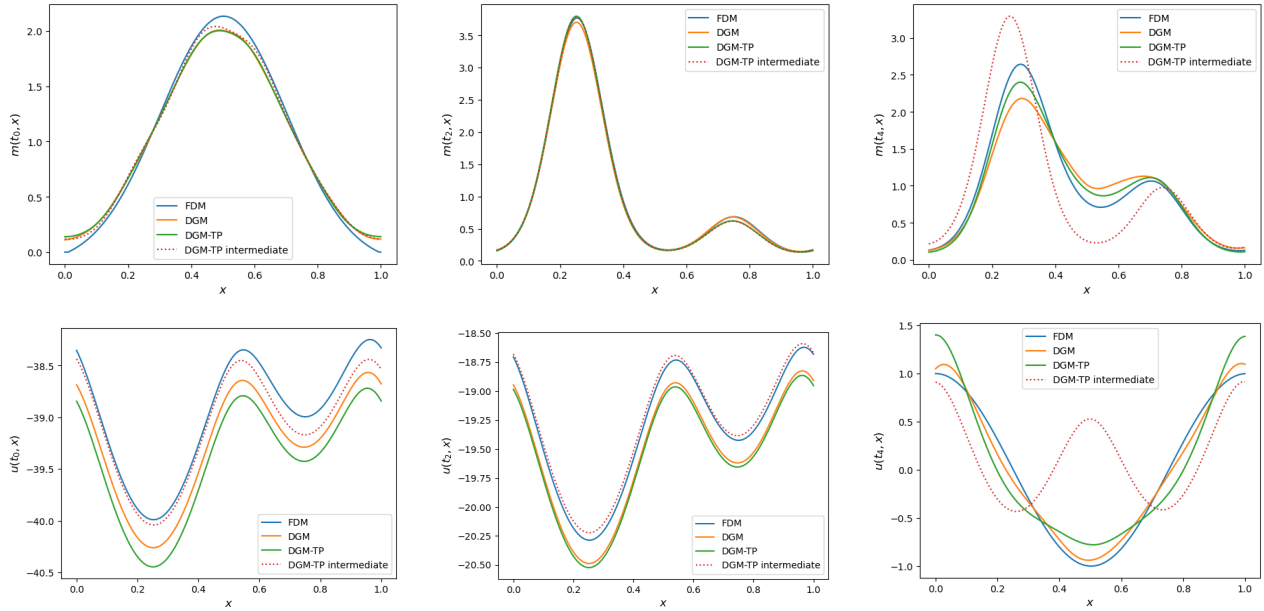 m(t₀, x)
2.0
1.5
1.0
0.5
0.0
FDM
DGM
DGM-TP
DGM-TP intermediate
0.0 0.2 0.4 0.6 0.8 1.0
x
m(t₂, x)
3.5
3.0
2.5
2.0
1.5
1.0
0.5
0.0
FDM
DGM
DGM-TP
DGM-TP intermediate
0.0 0.2 0.4 0.6 0.8 1.0
x
m(t₄, x)
3.0
2.5
2.0
1.5
1.0
0.5
0.0
FDM
DGM
DGM-TP
DGM-TP intermediate
0.0 0.2 0.4 0.6 0.8 1.0
x
u(t₀, x)
−38.5
−39.0
−39.5
−40.0
−40.5
FDM
DGM
DGM-TP
DGM-TP intermediate
0.0 0.2 0.4 0.6 0.8 1.0
x
u(t₂, x)
−18.50
−18.75
−19.00
−19.25
−19.50
−19.75
−20.00
−20.25
−20.50
FDM
DGM
DGM-TP
DGM-TP intermediate
0.0 0.2 0.4 0.6 0.8 1.0
x
u(t₄, x)
1.5
1.0
0.5
0.0
−0.5
−1.0
FDM
DGM
DGM-TP
DGM-TP intermediate
0.0 0.2 0.4 0.6 0.8 1.0
x